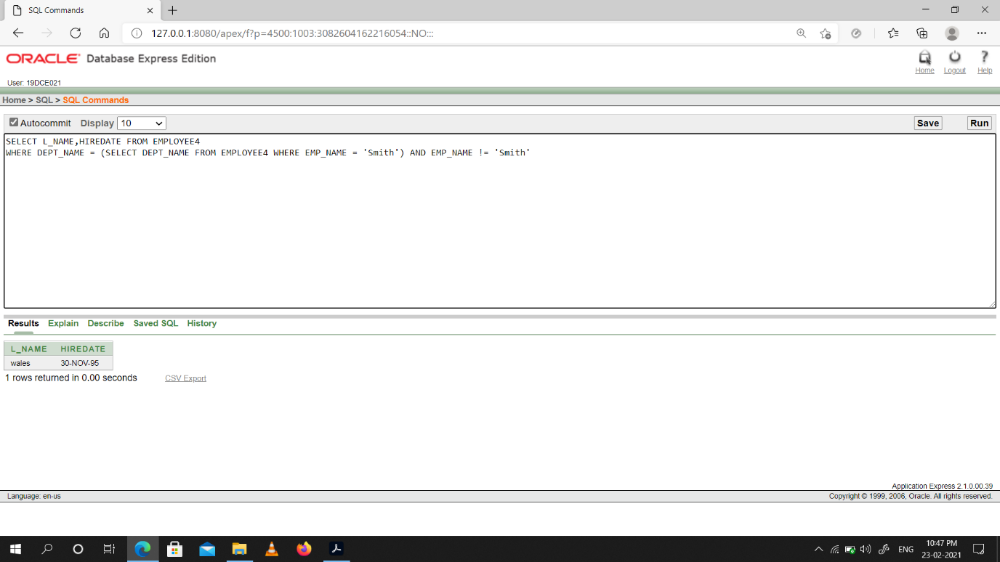 SQL Commands
127.0.0.1:8080/apex/f?p=4500:1003:3082604162216054::NO:::
ORACLE Database Express Edition
Home Logout Help
User: 19DCE021
Home > SQL > SQL Commands
Autocommit Display 10 Save Run
SELECT L_NAME,HIREDATE FROM EMPLOYEE4
WHERE DEPT_NAME = (SELECT DEPT_NAME FROM EMPLOYEE4 WHERE EMP_NAME = 'Smith') AND EMP_NAME != 'Smith'
Results Explain Describe Saved SQL History
L_NAME HIREDATE
wales 30-NOV-95
1 rows returned in 0.00 seconds CSV Export
Application Express 2.1.0.00.39
Language: en-us Copyright © 1999, 2006, Oracle. All rights reserved.
ENG 10:47 PM
23-02-2021